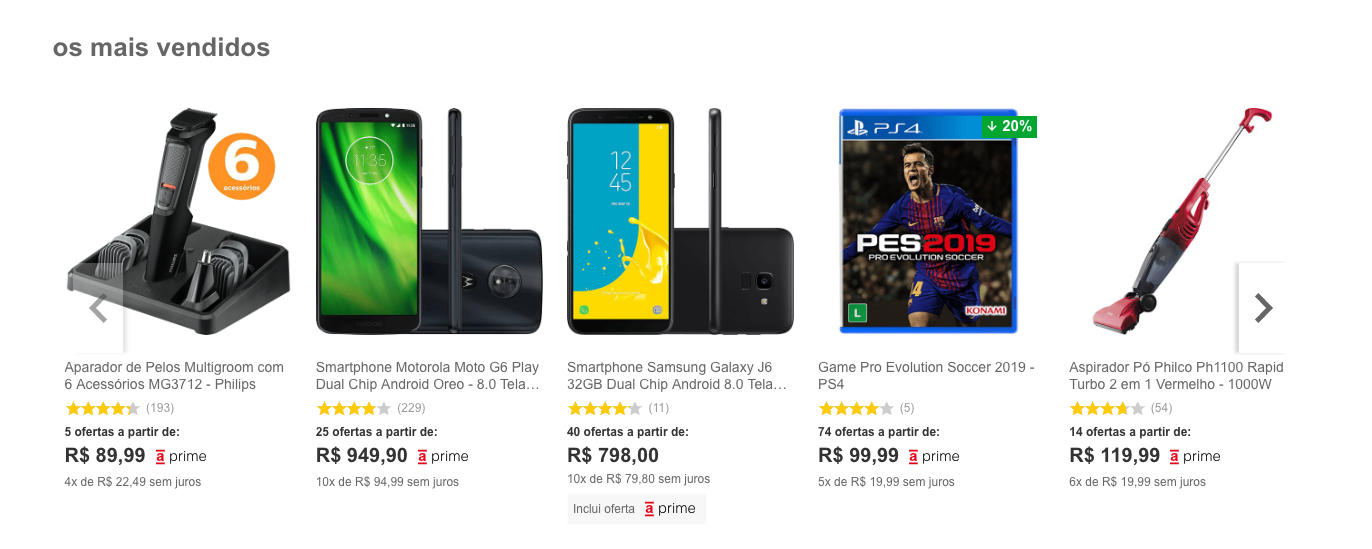 os mais vendidos
6
acessórios
PHILIPS
11:35
12
45
PS4
↓ 20%
PES2019
PRO EVOLUTION SOCCER
L
KONAMI
Aparador de Pelos Multigroom com
6 Acessórios MG3712 - Philips
(193)
5 ofertas a partir de:
R$ 89,99 a prime
4x de R$ 22,49 sem juros
Smartphone Motorola Moto G6 Play
Dual Chip Android Oreo - 8.0 Tela…
(229)
25 ofertas a partir de:
R$ 949,90 a prime
10x de R$ 94,99 sem juros
Smartphone Samsung Galaxy J6
32GB Dual Chip Android 8.0 Tela…
(11)
40 ofertas a partir de:
R$ 798,00
10x de R$ 79,80 sem juros
Inclui oferta a prime
Game Pro Evolution Soccer 2019 -
PS4
(5)
74 ofertas a partir de:
R$ 99,99 a prime
5x de R$ 19,99 sem juros
Aspirador Pó Philco Ph1100 Rapid
Turbo 2 em 1 Vermelho - 1000W
(54)
14 ofertas a partir de:
R$ 119,99 a prime
6x de R$ 19,99 sem juros